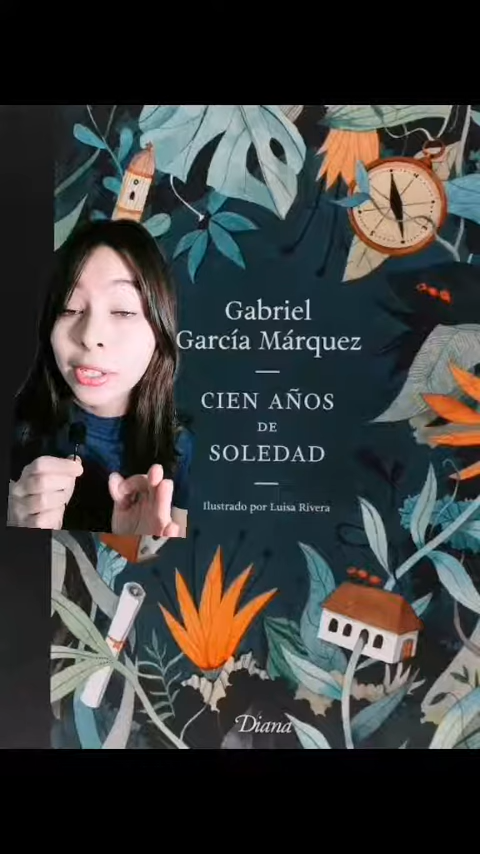 Gabriel
García Márquez
CIEN AÑOS
DE
SOLEDAD
Ilustrado por Luisa Rivera
Diana